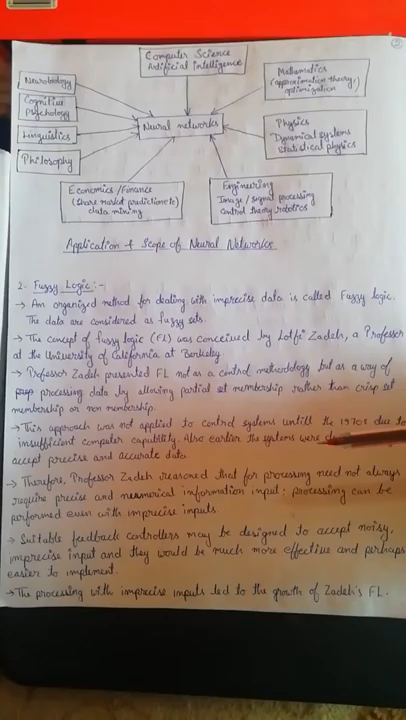 Computer Science
Artificial intelligence
Neurobiology
Mathematics
(approximation theory,
optimization)
Cognitive
Psychology
Neural networks
Physics
Dynamical systems
Statistical physics
Linguistics
Philosophy
Economics/Finance
(Share market prediction etc)
data mining
Engineering
Image/signal processing
Control theory robotics
Application & Scope of Neural Networks
2. Fuzzy Logic:-
→ An organized method for dealing with imprecise data is called Fuzzy logic.
The data are considered as fuzzy sets.
→ The concept of fuzzy logic (FL) was conceived by Lotfi Zadeh, a Professor
at the University of California at Berkely.
→ Professor Zadeh presented FL not as a control methodology but as a way of
processing data by allowing partial set membership rather than crisp set
membership or non membership.
→ This approach was not applied to control systems untill the 1970s due to
insufficient computer capability. Also earlier the systems were
accept precise and accurate data.
→ Therefore, Professor Zadeh reasoned that for processing need not always
require precise and numerical information input; processing can be
performed even with imprecise inputs.
→ Suitable feedback controllers may be designed to accept noisy,
imprecise input and they would be much more effective and perhaps
easier to implement.
→ The processing with imprecise inputs led to the growth of Zadeh's FL.